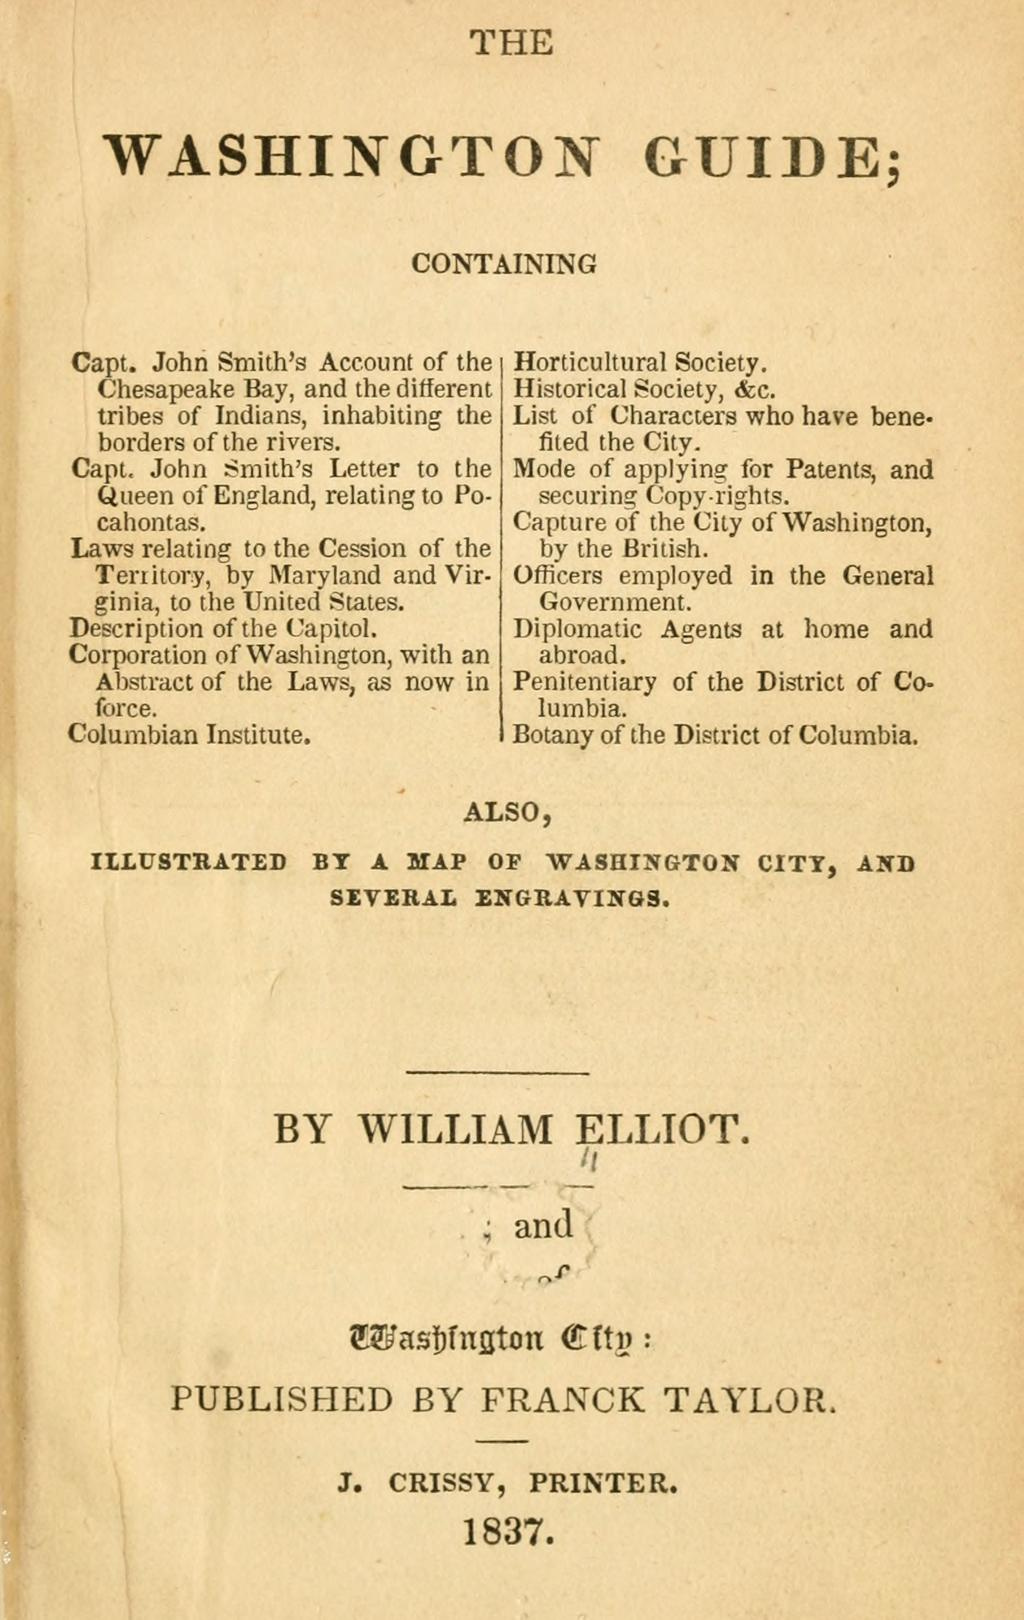 THE
WASHINGTON GUIDE;
CONTAINING
Capt. John Smith's Account of the
Chesapeake Bay, and the different
tribes of Indians, inhabiting the
borders of the rivers.
Capt. John Smith's Letter to the
Queen of England, relating to Po-
cahontas.
Laws relating to the Cession of the
Territory, by Maryland and Vir-
ginia, to the United States.
Description of the Capitol.
Corporation of Washington, with an
Abstract of the Laws, as now in
force.
Columbian Institute.
Horticultural Society.
Historical Society, &c.
List of Characters who have bene-
fited the City.
Mode of applying for Patents, and
securing Copy-rights.
Capture of the City of Washington,
by the British.
Officers employed in the General
Government.
Diplomatic Agents at home and
abroad.
Penitentiary of the District of Co-
lumbia.
Botany of the District of Columbia.
ALSO,
ILLUSTRATED BY A MAP OF WASHINGTON CITY, AND
SEVERAL ENGRAVINGS.
BY WILLIAM ELLIOT.
; and
of
Washington City:
PUBLISHED BY FRANCK TAYLOR.
J. CRISSY, PRINTER.
1837.